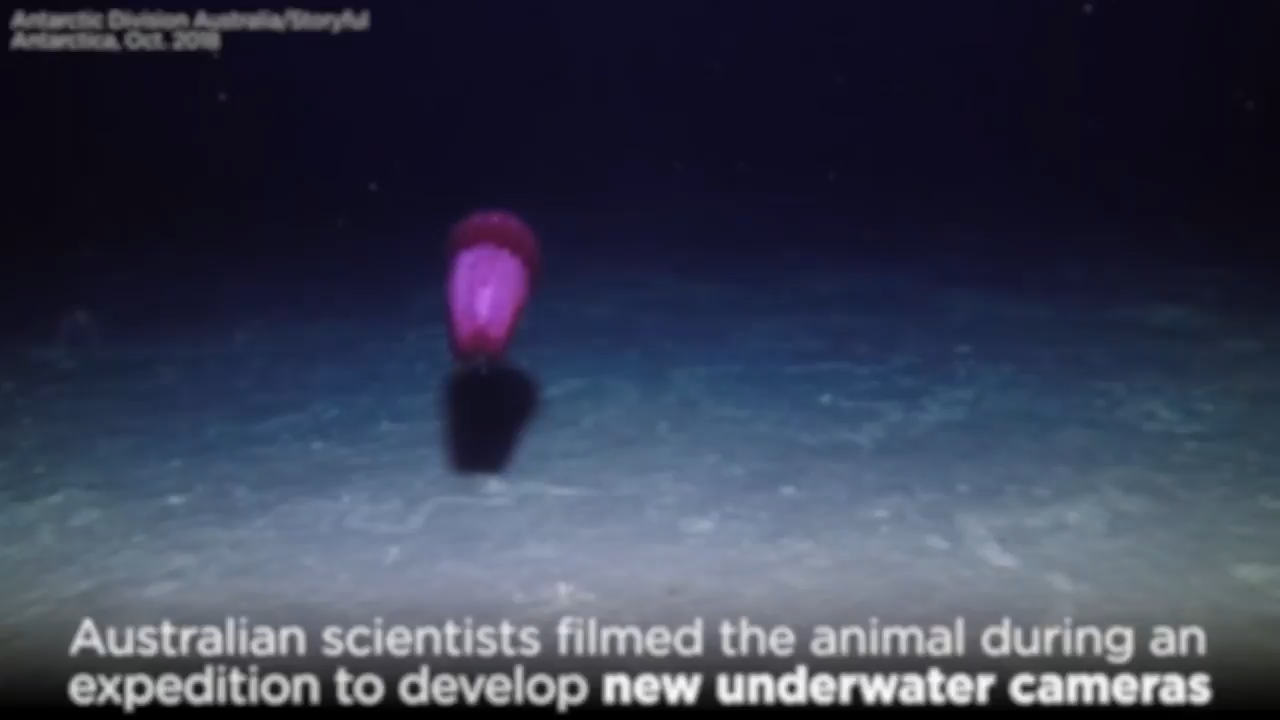 Antarctic Division Australia/Storyful
Antarctica, Oct. 2018
Australian scientists filmed the animal during an
expedition to develop new underwater cameras